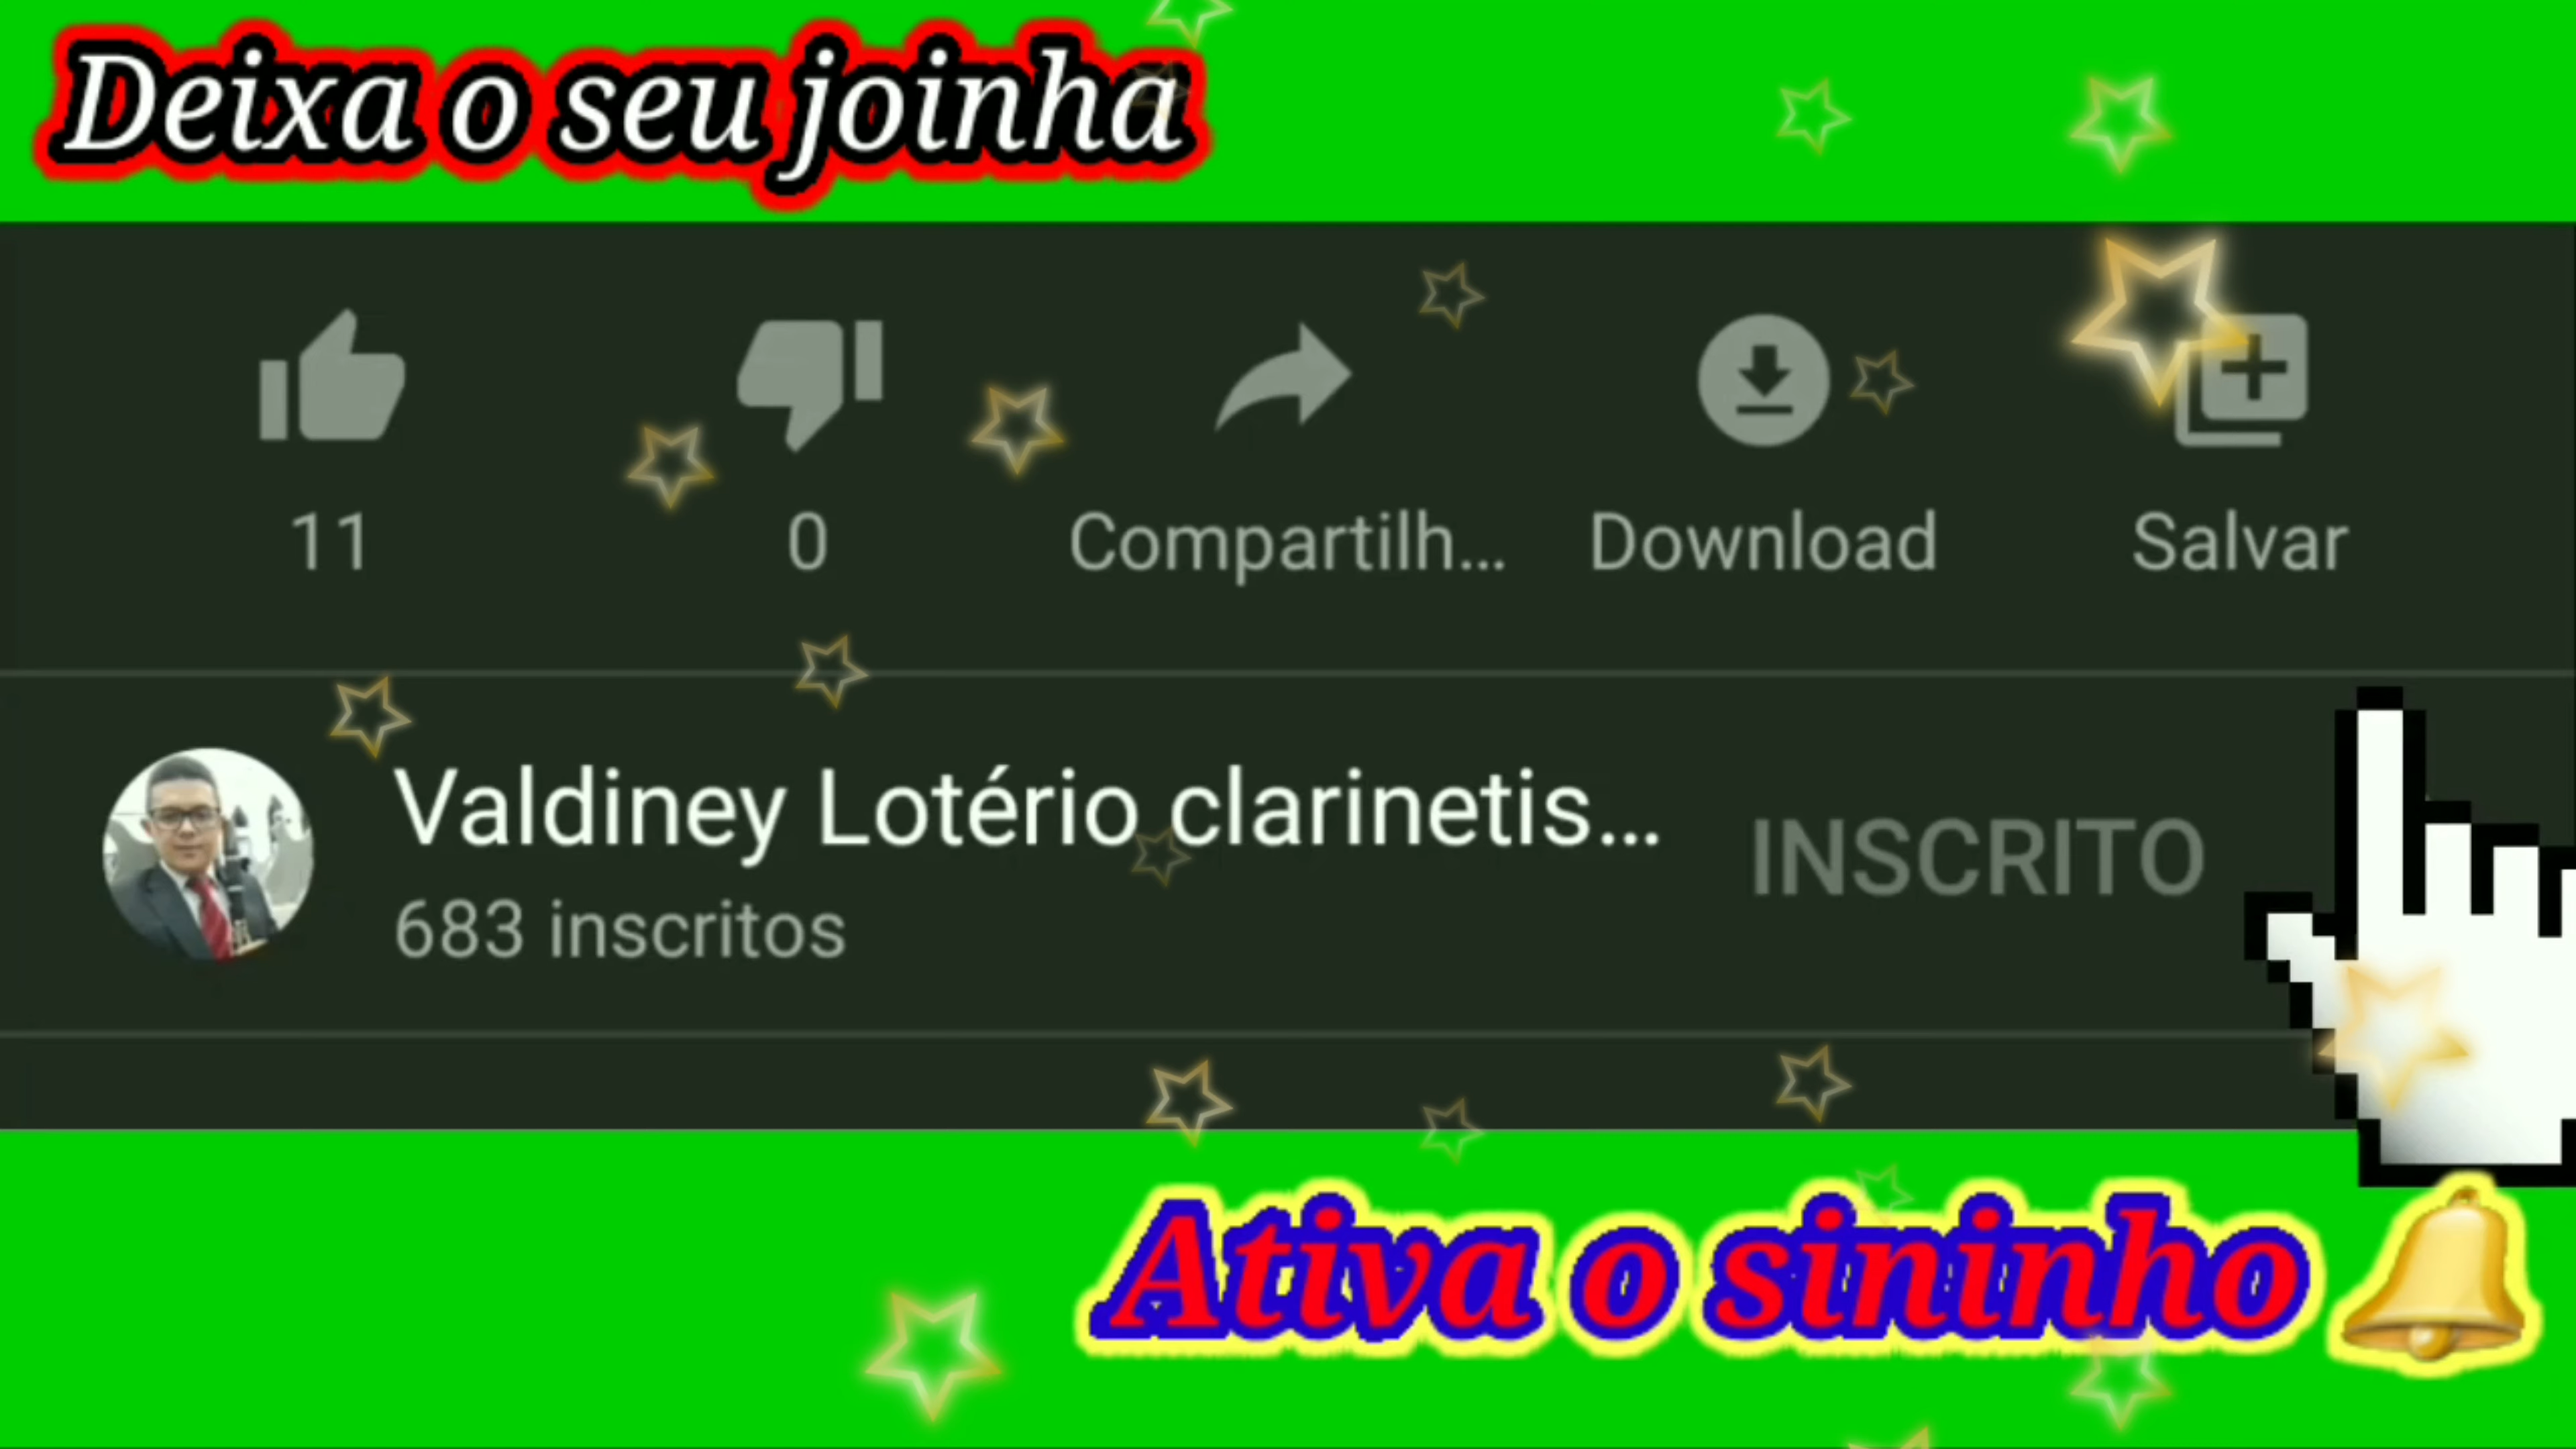 Deixa o seu joinha
11
0
Compartilh...
Download
Salvar
Valdiney Lotério clarinetis...
INSCRITO
683 inscritos
Ativa o sininho